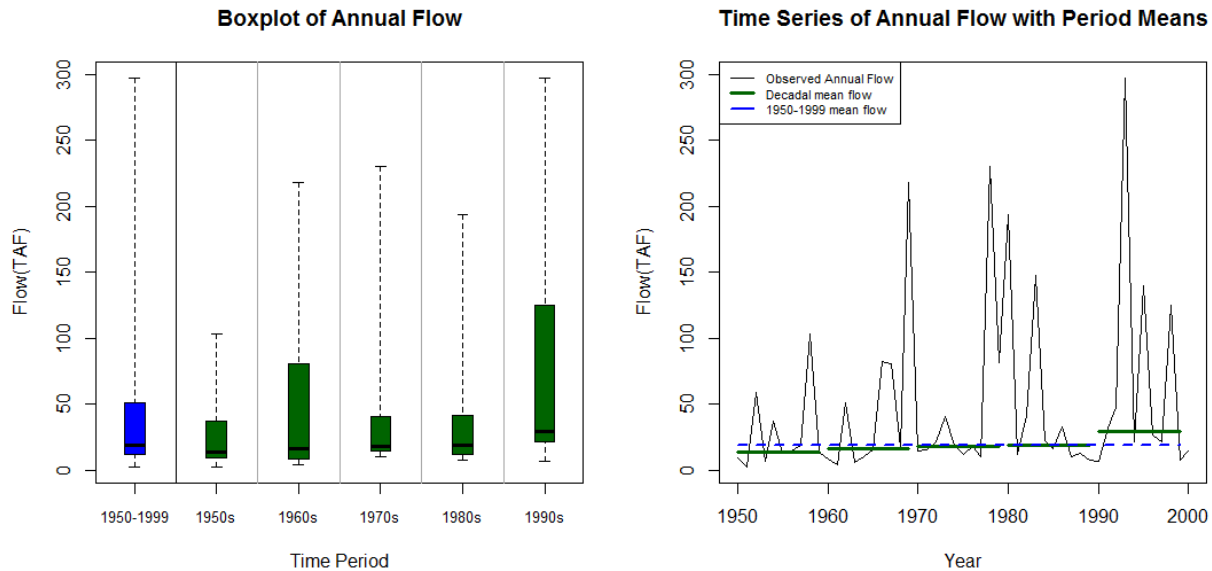 Boxplot of Annual Flow
Flow(TAF)
300
250
200
150
100
50
0
1950-1999 1950s 1960s 1970s 1980s 1990s
Time Period
Time Series of Annual Flow with Period Means
Observed Annual Flow
Decadal mean flow
1950-1999 mean flow
Flow(TAF)
300
250
200
150
100
50
0
1950 1960 1970 1980 1990 2000
Year